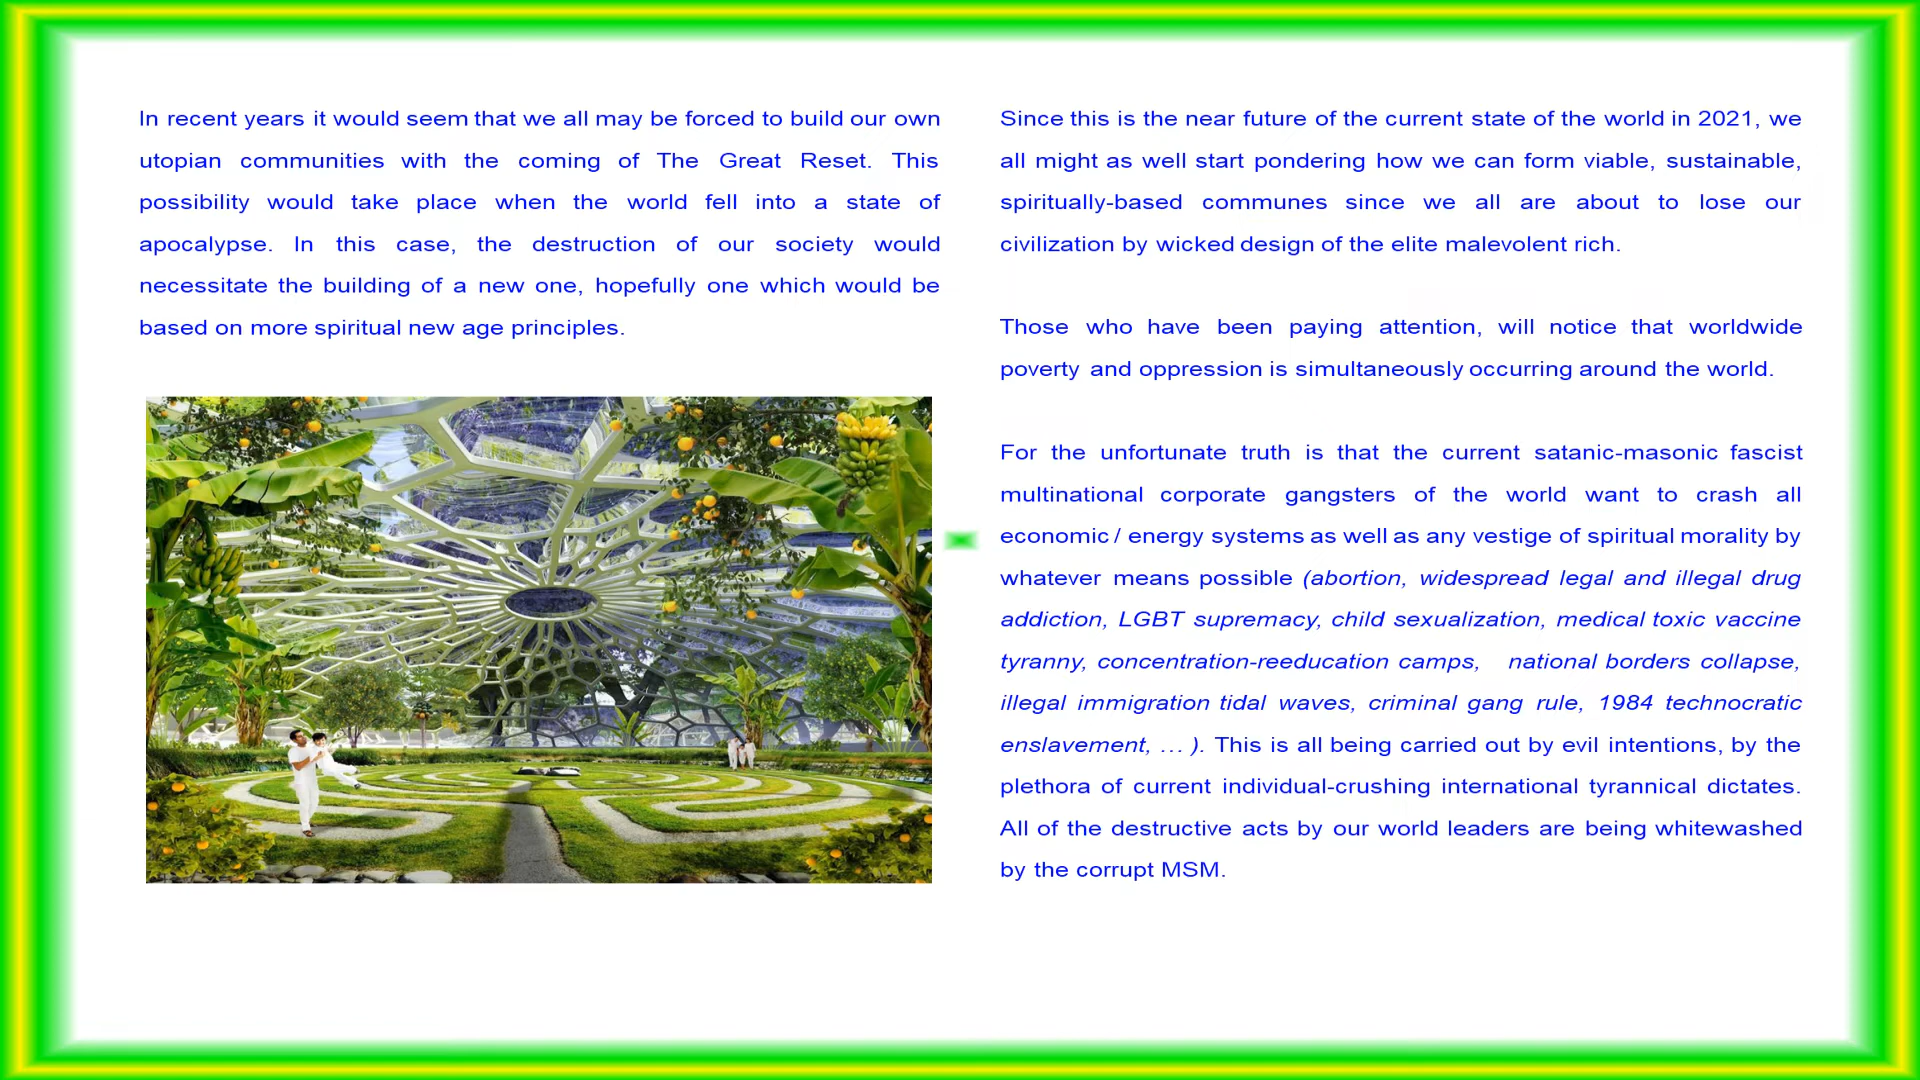 In recent years it would seem that we all may be forced to build our own
utopian communities with the coming of The Great Reset. This
possibility would take place when the world fell into a state of
apocalypse. In this case, the destruction of our society would
necessitate the building of a new one, hopefully one which would be
based on more spiritual new age principles.
Since this is the near future of the current state of the world in 2021, we
all might as well start pondering how we can form viable, sustainable,
spiritually-based communes since we all are about to lose our
civilization by wicked design of the elite malevolent rich.
Those who have been paying attention, will notice that worldwide
poverty and oppression is simultaneously occurring around the world.
For the unfortunate truth is that the current satanic-masonic fascist
multinational corporate gangsters of the world want to crash all
economic / energy systems as well as any vestige of spiritual morality by
whatever means possible (abortion, widespread legal and illegal drug
addiction, LGBT supremacy, child sexualization, medical toxic vaccine
tyranny, concentration-reeducation camps, national borders collapse,
illegal immigration tidal waves, criminal gang rule, 1984 technocratic
enslavement, … ). This is all being carried out by evil intentions, by the
plethora of current individual-crushing international tyrannical dictates.
All of the destructive acts by our world leaders are being whitewashed
by the corrupt MSM.